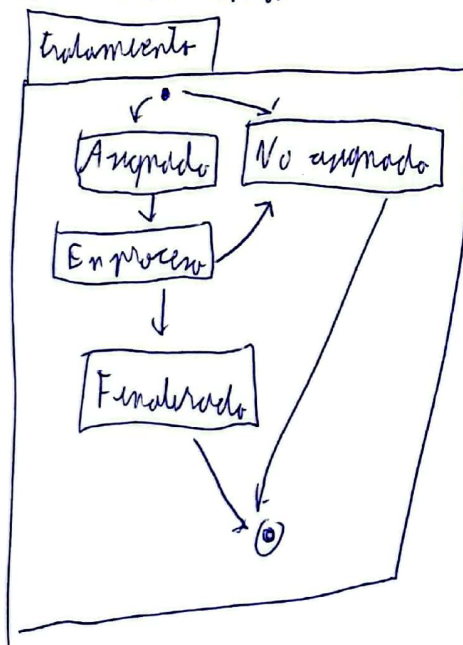 tratamiento
Asignado
No asignado
En proceso
Finalizado